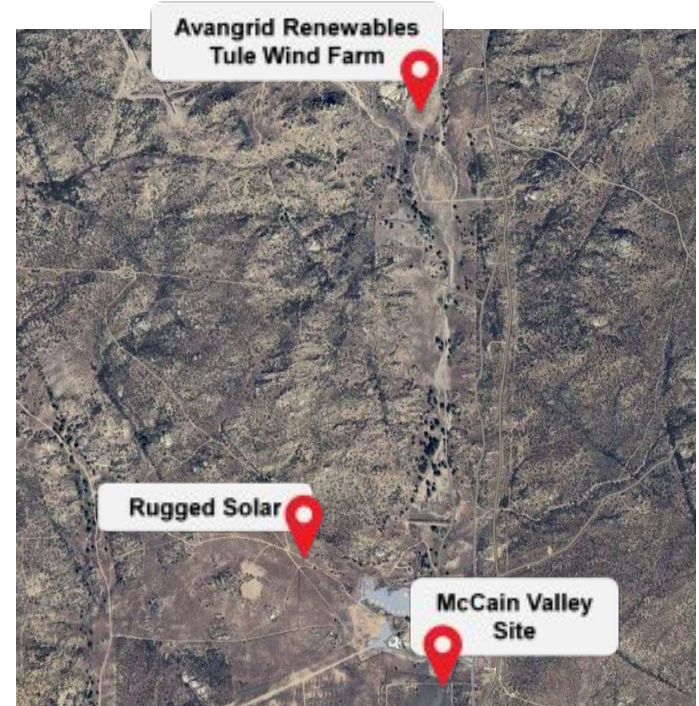 Avangrid Renewables
Tule Wind Farm
Rugged Solar
McCain Valley
Site